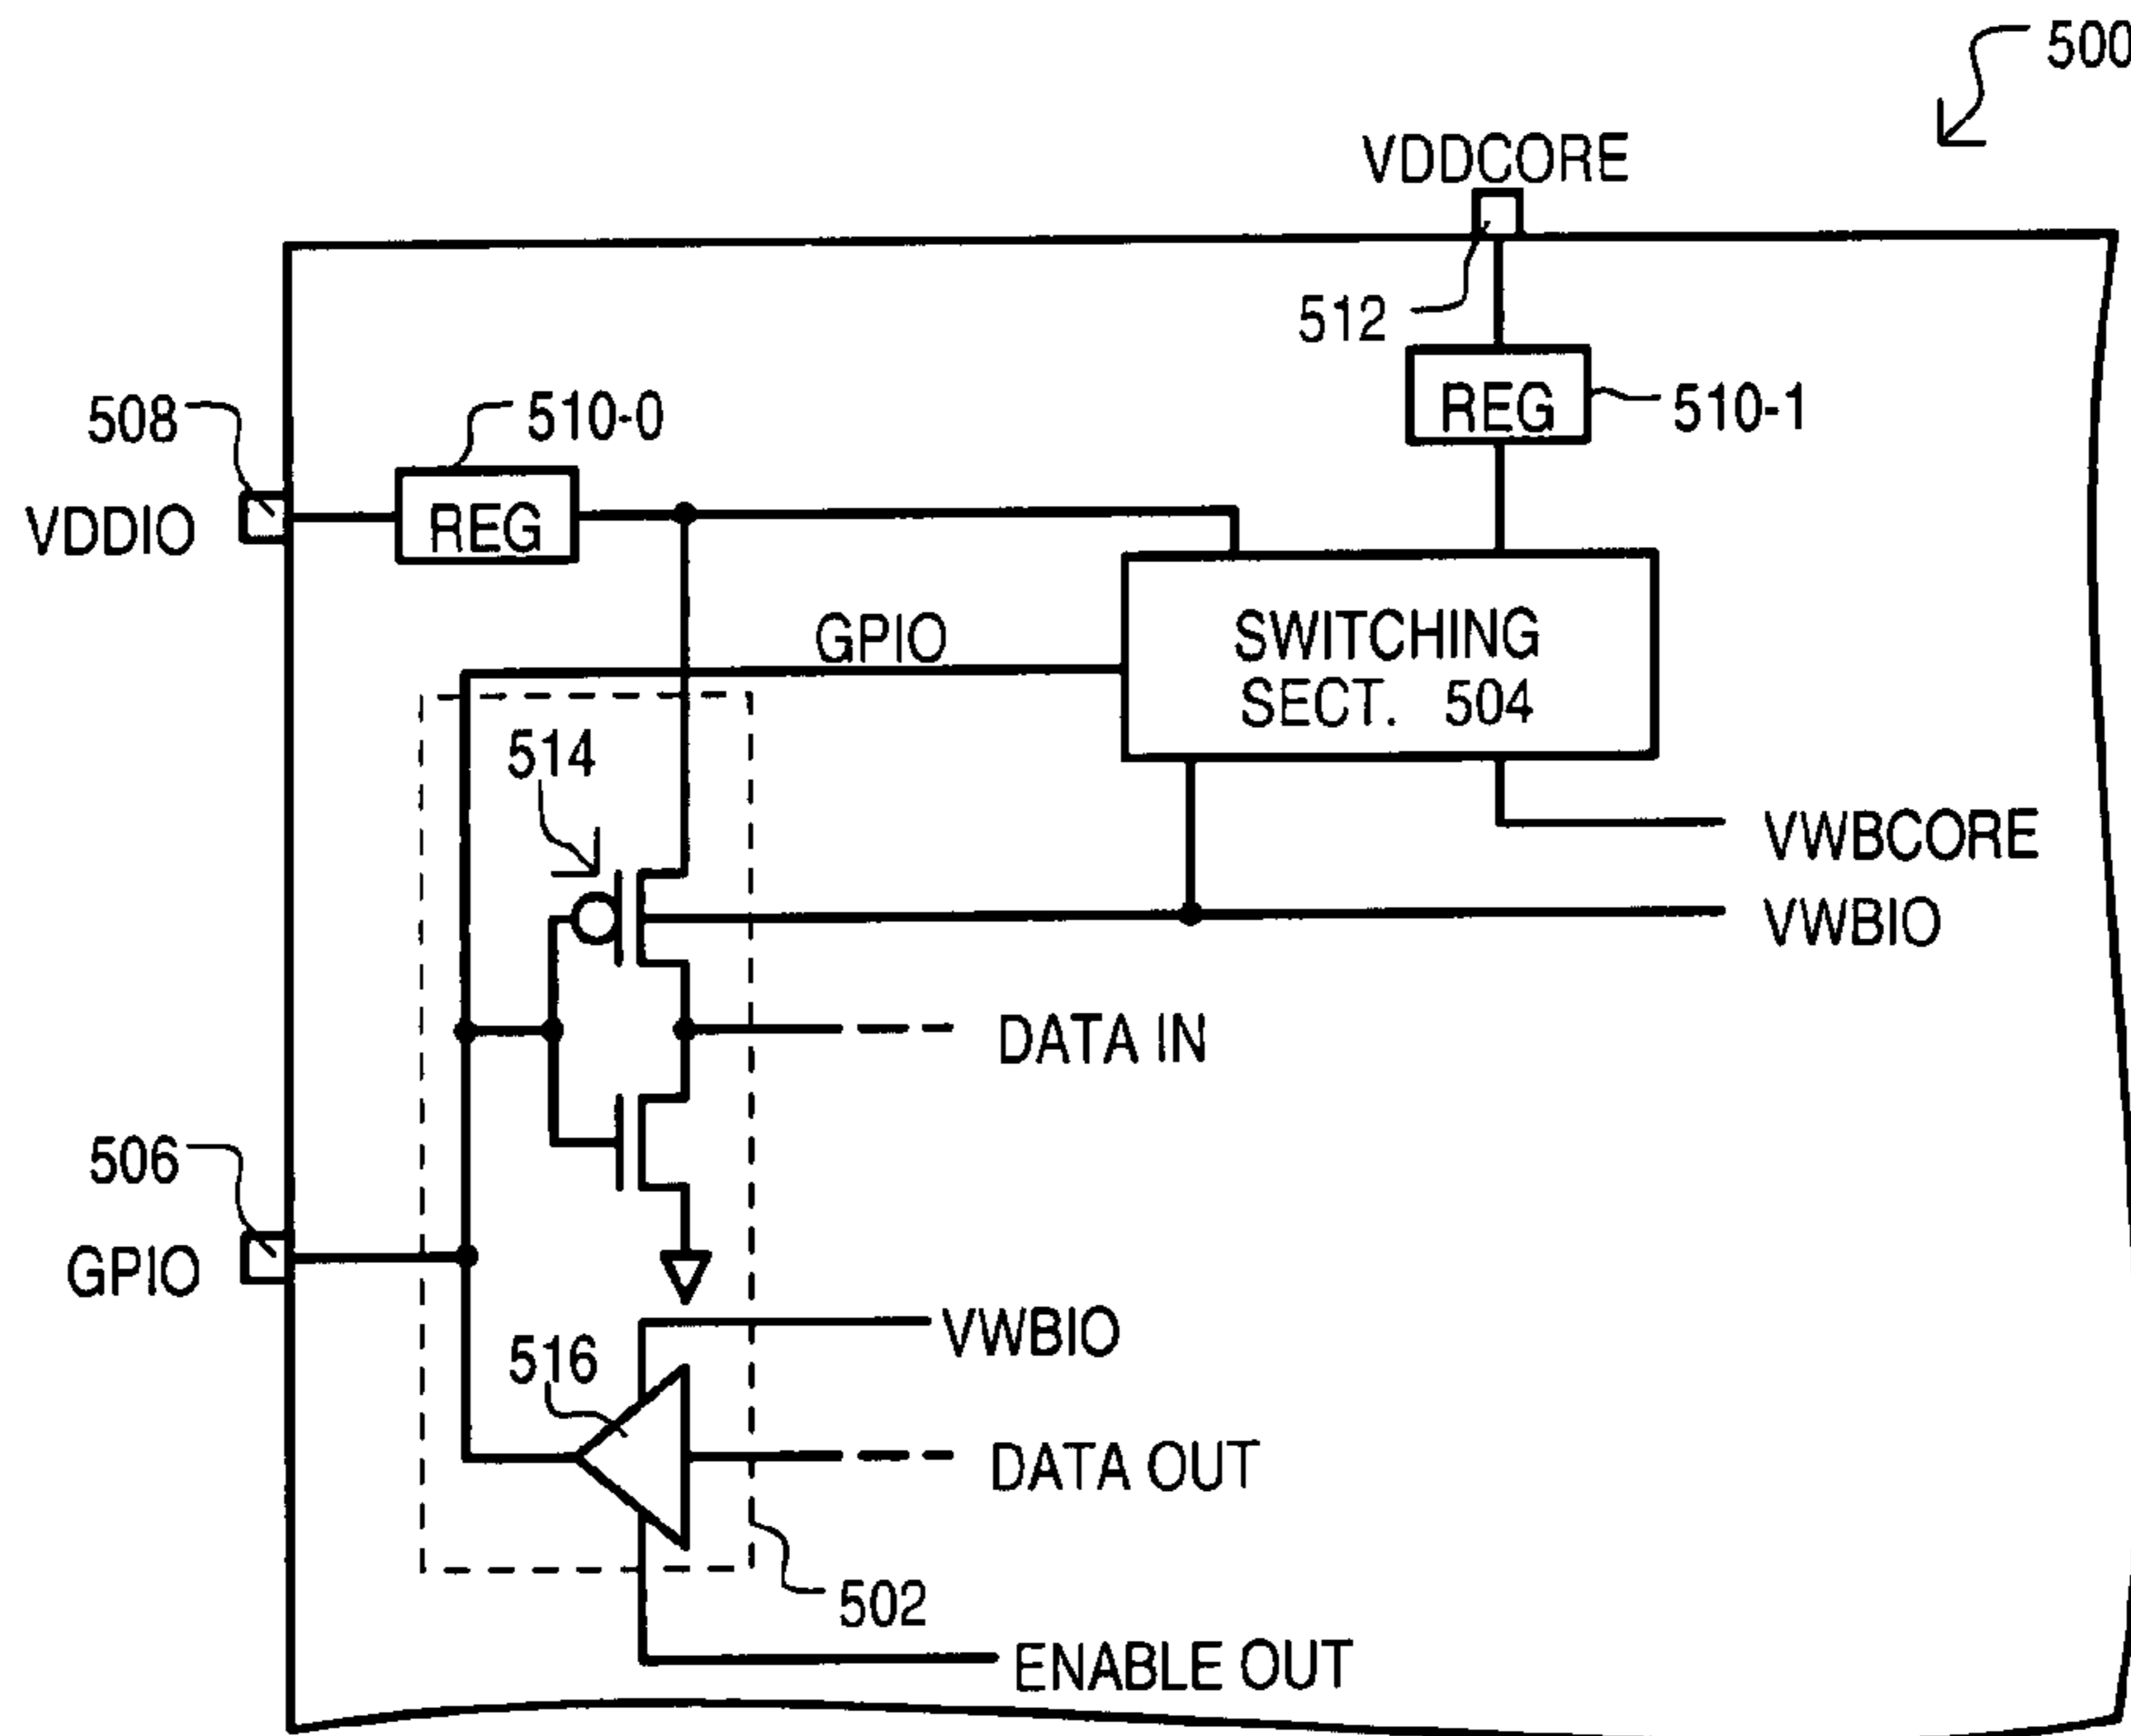 500
VDDCORE
512
508
510-0
REG
510-1
VDDIO
REG
GPIO
SWITCHING
SECT. 504
514
VWBCORE
VWBIO
DATA IN
506
GPIO
VWBIO
516
DATA OUT
502
ENABLE OUT